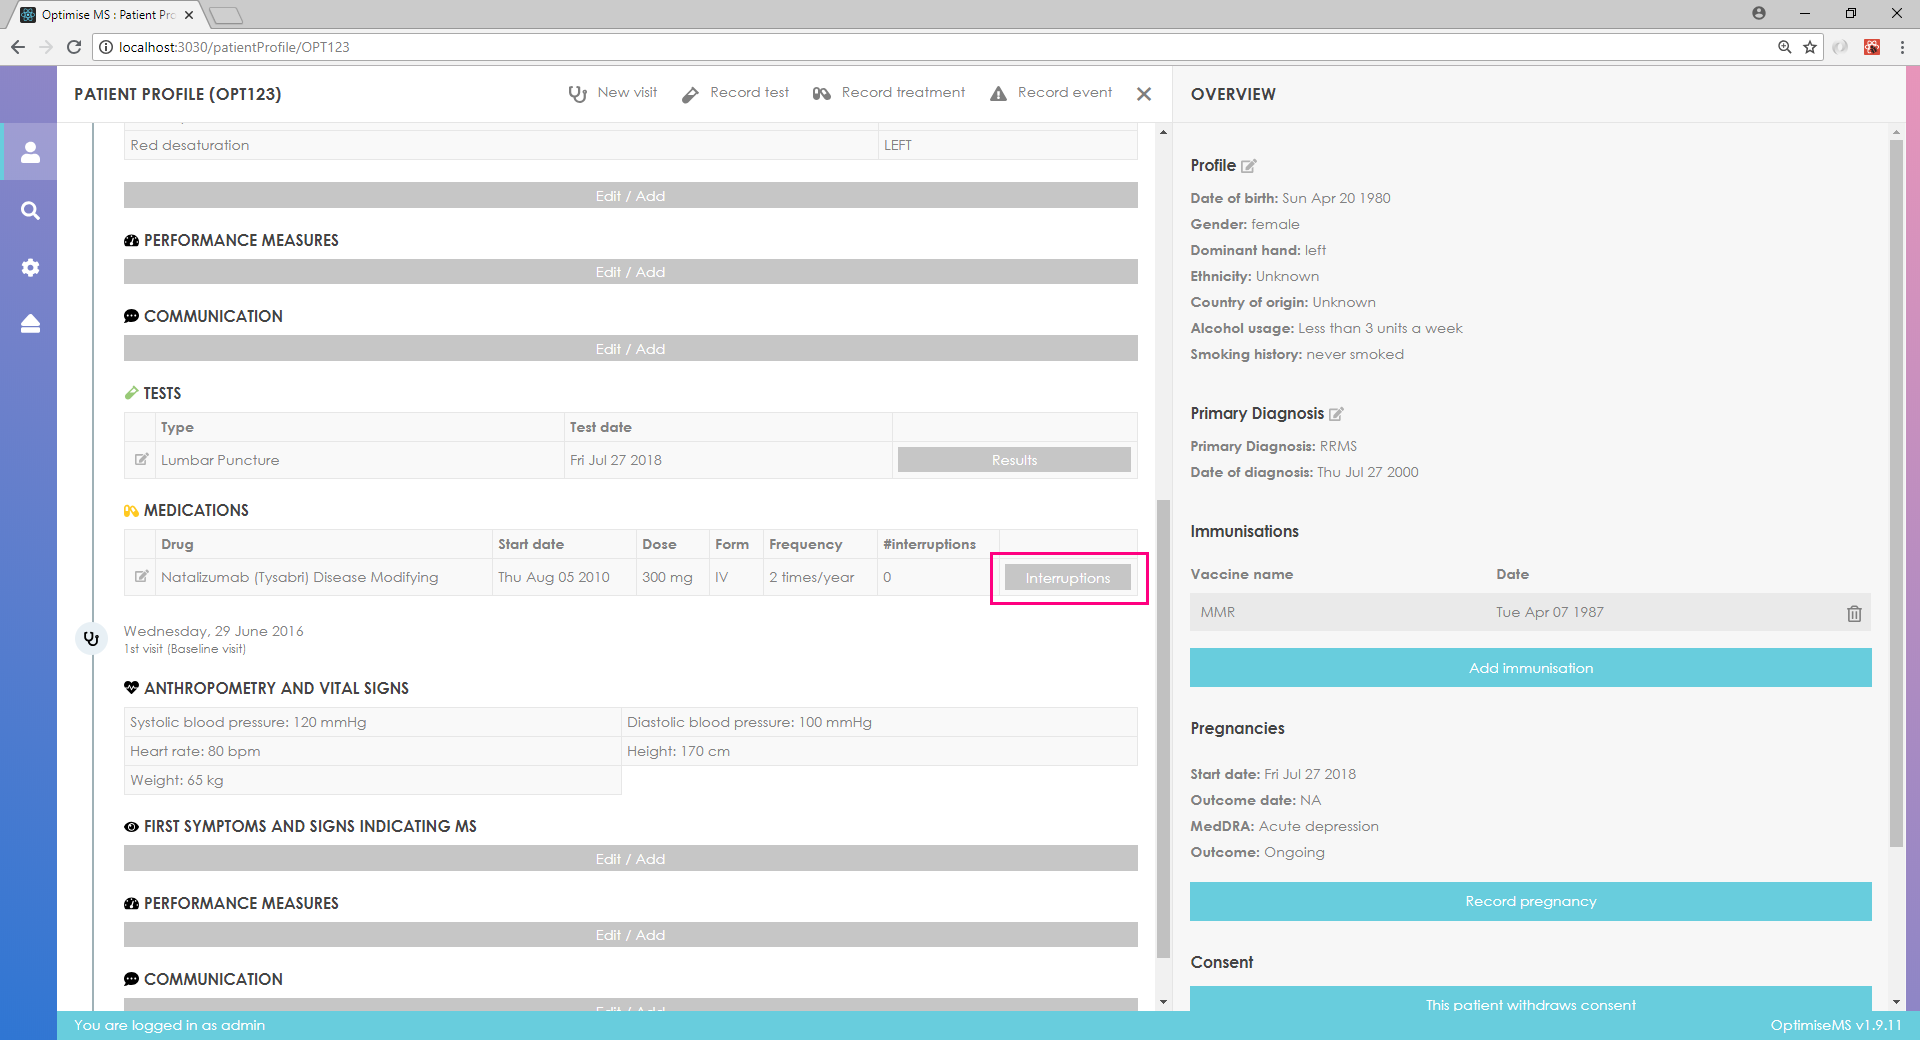 Optimise MS : Patient Pro
localhost:3030/patientProfile/OPT123
PATIENT PROFILE (OPT123)
New visit
Record test
Record treatment
Record event
Red desaturation LEFT
Edit / Add
PERFORMANCE MEASURES
Edit / Add
COMMUNICATION
Edit / Add
TESTS
Type Test date
Lumbar Puncture Fri Jul 27 2018 Results
MEDICATIONS
Drug Start date Dose Form Frequency #interruptions
Natalizumab (Tysabri) Disease Modifying Thu Aug 05 2010 300 mg IV 2 times/year 0 Interruptions
Wednesday, 29 June 2016
1st visit (Baseline visit)
ANTHROPOMETRY AND VITAL SIGNS
Systolic blood pressure: 120 mmHg Diastolic blood pressure: 100 mmHg
Heart rate: 80 bpm Height: 170 cm
Weight: 65 kg
FIRST SYMPTOMS AND SIGNS INDICATING MS
Edit / Add
PERFORMANCE MEASURES
Edit / Add
COMMUNICATION
Edit / Add
OVERVIEW
Profile
Date of birth: Sun Apr 20 1980
Gender: female
Dominant hand: left
Ethnicity: Unknown
Country of origin: Unknown
Alcohol usage: Less than 3 units a week
Smoking history: never smoked
Primary Diagnosis
Primary Diagnosis: RRMS
Date of diagnosis: Thu Jul 27 2000
Immunisations
Vaccine name Date
MMR Tue Apr 07 1987
Add immunisation
Pregnancies
Start date: Fri Jul 27 2018
Outcome date: NA
MedDRA: Acute depression
Outcome: Ongoing
Record pregnancy
Consent
This patient withdraws consent
You are logged in as admin
OptimiseMS v1.9.11